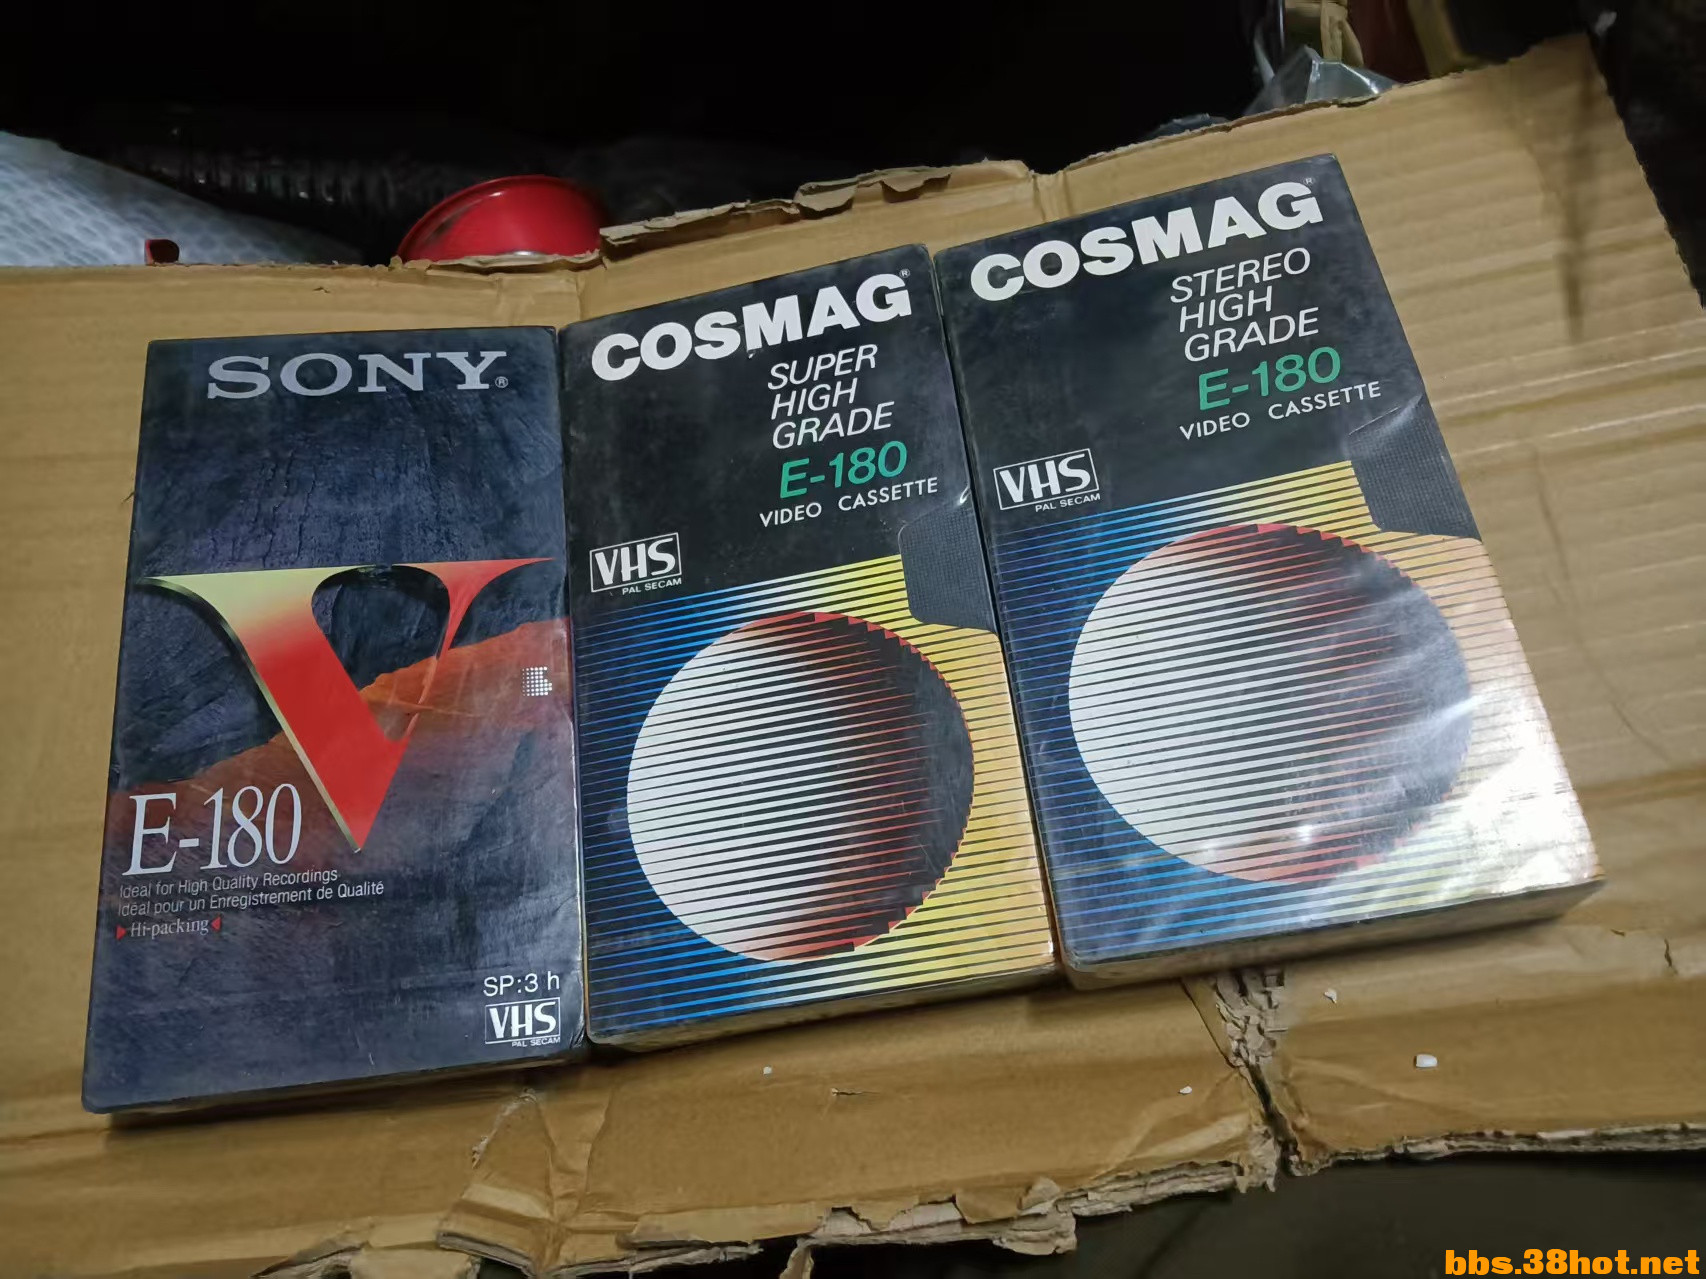 SONY®
E-180
Ideal for High Quality Recordings
Idéal pour un Enregistrement de Qualité
Hi-packing
SP:3 h
VHS
PAL SECAM
COSMAG®
SUPER
HIGH
GRADE
E-180
VIDEO CASSETTE
VHS
PAL SECAM
COSMAG®
STEREO
HIGH
GRADE
E-180
VIDEO CASSETTE
VHS
PAL SECAM
bbs.38hot.net